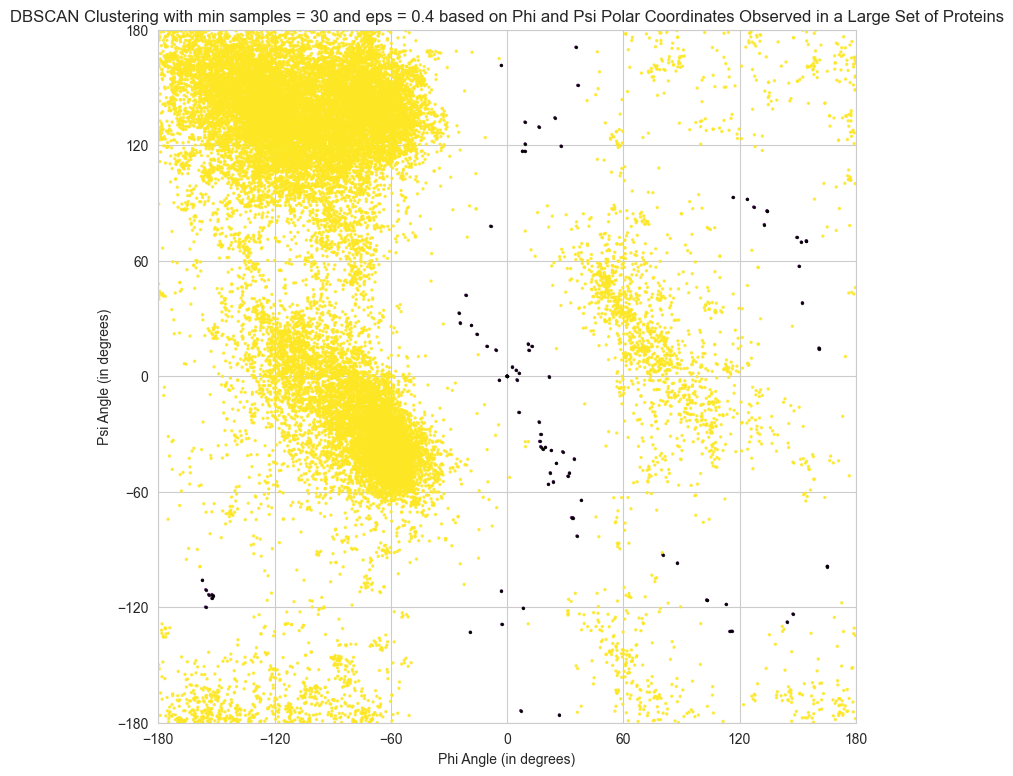 DBSCAN Clustering with min samples = 30 and eps = 0.4 based on Phi and Psi Polar Coordinates Observed in a Large Set of Proteins
180
120
60
0
−60
−120
−180
Psi Angle (in degrees)
−180 −120 −60 0 60 120 180
Phi Angle (in degrees)